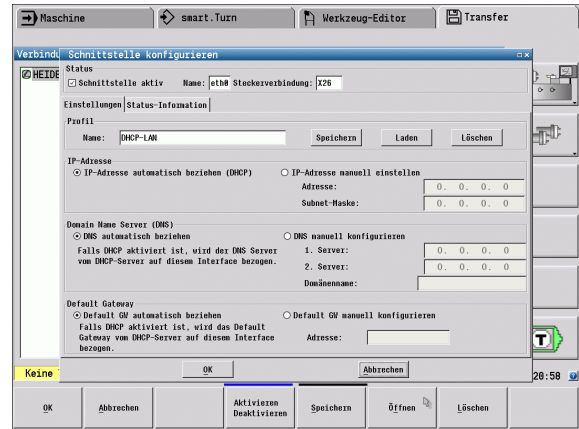 Maschine smart.Turn Werkzeug-Editor Transfer
Schnittstelle konfigurieren
HEIDE
Status
Schnittstelle aktiv Name: eth0 Steckerverbindung: X26
Einstellungen Status-Information
Profil
Name: DHCP-LAN Speichern Laden Löschen
IP-Adresse
IP-Adresse automatisch beziehen (DHCP) IP-Adresse manuell einstellen
Adresse: 0. 0. 0. 0
Subnet-Maske: 0. 0. 0. 0
Domain Name Server (DNS)
DNS automatisch beziehen DNS manuell konfigurieren
Falls DHCP aktiviert ist, wird der DNS Server 1. Server: 0. 0. 0. 0
vom DHCP-Server auf diesem Interface bezogen. 2. Server: 0. 0. 0. 0
Domänenname:
Default Gateway
Default GW automatisch beziehen Default GW manuell konfigurieren
Falls DHCP aktiviert ist, wird das Default
Gateway vom DHCP-Server auf diesem Interface Adresse:
bezogen.
OK Abbrechen
Keine 20:58
OK Abbrechen Aktivieren Speichern Öffnen Löschen
Deaktivieren